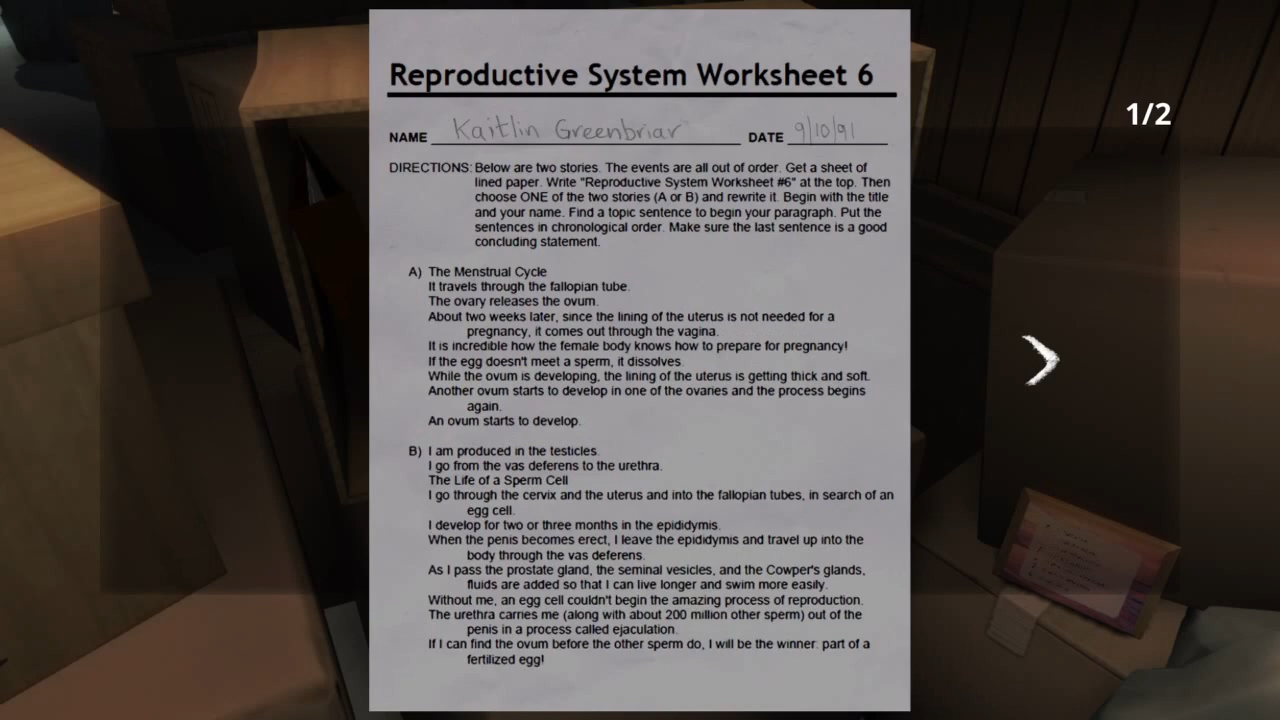 Reproductive System Worksheet 6
1/2
NAME Kaitlin Greenbriar DATE 9/10/91
DIRECTIONS: Below are two stories. The events are all out of order. Get a sheet of
lined paper. Write "Reproductive System Worksheet #6" at the top. Then
choose ONE of the two stories (A or B) and rewrite it. Begin with the title
and your name. Find a topic sentence to begin your paragraph. Put the
sentences in chronological order. Make sure the last sentence is a good
concluding statement.
A) The Menstrual Cycle
It travels through the fallopian tube.
The ovary releases the ovum.
About two weeks later, since the lining of the uterus is not needed for a
pregnancy, it comes out through the vagina.
It is incredible how the female body knows how to prepare for pregnancy!
If the egg doesn't meet a sperm, it dissolves.
While the ovum is developing, the lining of the uterus is getting thick and soft.
Another ovum starts to develop in one of the ovaries and the process begins
again.
An ovum starts to develop.
B) I am produced in the testicles.
I go from the vas deferens to the urethra.
The Life of a Sperm Cell
I go through the cervix and the uterus and into the fallopian tubes, in search of an
egg cell.
I develop for two or three months in the epididymis.
When the penis becomes erect, I leave the epididymis and travel up into the
body through the vas deferens.
As I pass the prostate gland, the seminal vesicles, and the Cowper's glands,
fluids are added so that I can live longer and swim more easily.
Without me, an egg cell couldn't begin the amazing process of reproduction.
The urethra carries me (along with about 200 million other sperm) out of the
penis in a process called ejaculation.
If I can find the ovum before the other sperm do, I will be the winner: part of a
fertilized egg!